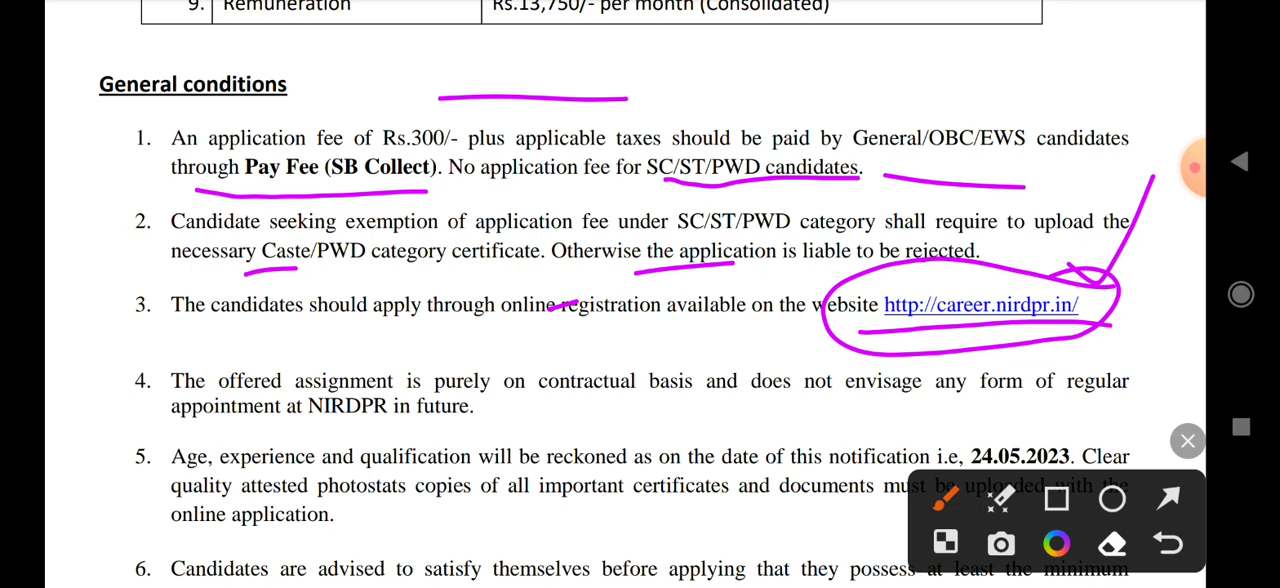 9. Remuneration Rs.13,750/- per month (Consolidated)
General conditions
1. An application fee of Rs.300/- plus applicable taxes should be paid by General/OBC/EWS candidates
through Pay Fee (SB Collect). No application fee for SC/ST/PWD candidates.
2. Candidate seeking exemption of application fee under SC/ST/PWD category shall require to upload the
necessary Caste/PWD category certificate. Otherwise the application is liable to be rejected.
3. The candidates should apply through online registration available on the website http://career.nirdpr.in/
4. The offered assignment is purely on contractual basis and does not envisage any form of regular
appointment at NIRDPR in future.
5. Age, experience and qualification will be reckoned as on the date of this notification i.e, 24.05.2023. Clear
quality attested photostats copies of all important certificates and documents must be uploaded with the
online application.
6. Candidates are advised to satisfy themselves before applying that they possess at least the minimum